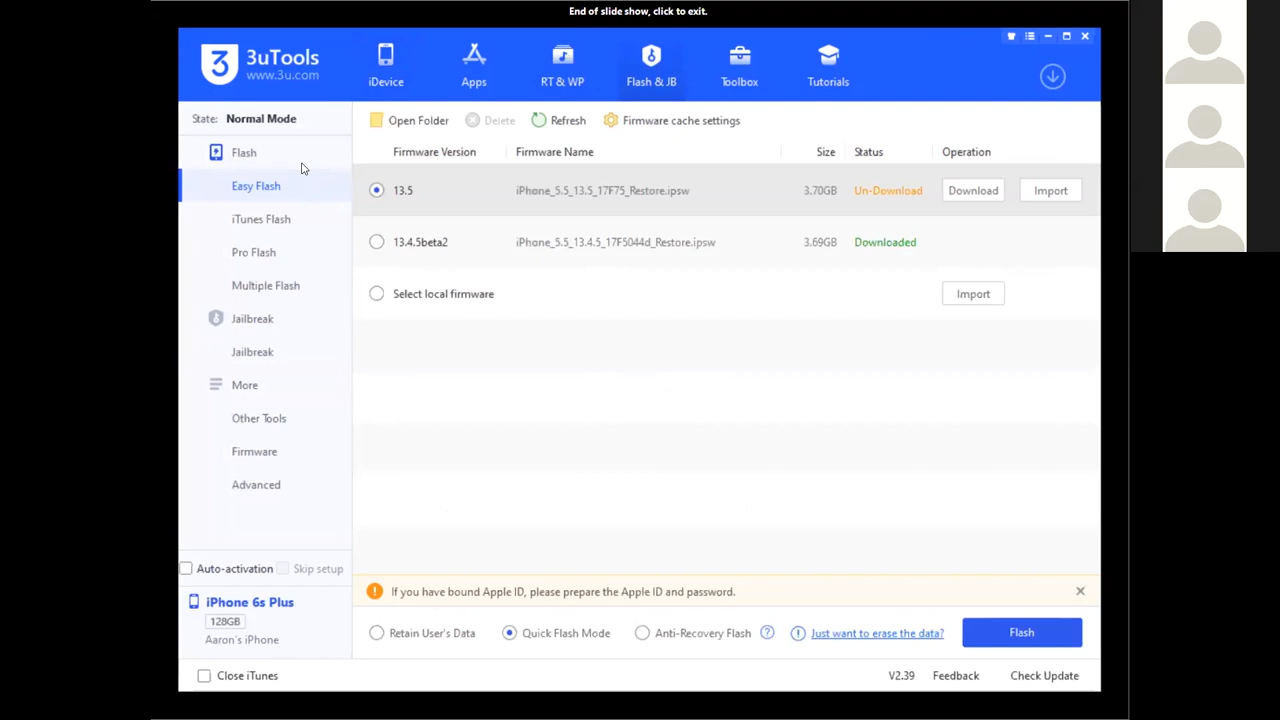 End of slide show, click to exit.
3 3uTools
www.3u.com
iDevice Apps RT & WP Flash & JB Toolbox Tutorials
State: Normal Mode
Open Folder Delete Refresh Firmware cache settings
Firmware Version Firmware Name Size Status Operation
Flash
Easy Flash
iTunes Flash
Pro Flash
Multiple Flash
Jailbreak
Jailbreak
More
Other Tools
Firmware
Advanced
13.5 iPhone_5.5_13.5_17F75_Restore.ipsw 3.70GB Un-Download Download Import
13.4.5beta2 iPhone_5.5_13.4.5_17F5044d_Restore.ipsw 3.69GB Downloaded
Select local firmware Import
Auto-activation Skip setup
iPhone 6s Plus
128GB
Aaron's iPhone
If you have bound Apple ID, please prepare the Apple ID and password.
Retain User's Data Quick Flash Mode Anti-Recovery Flash Just want to erase the data? Flash
Close iTunes V2.39 Feedback Check Update